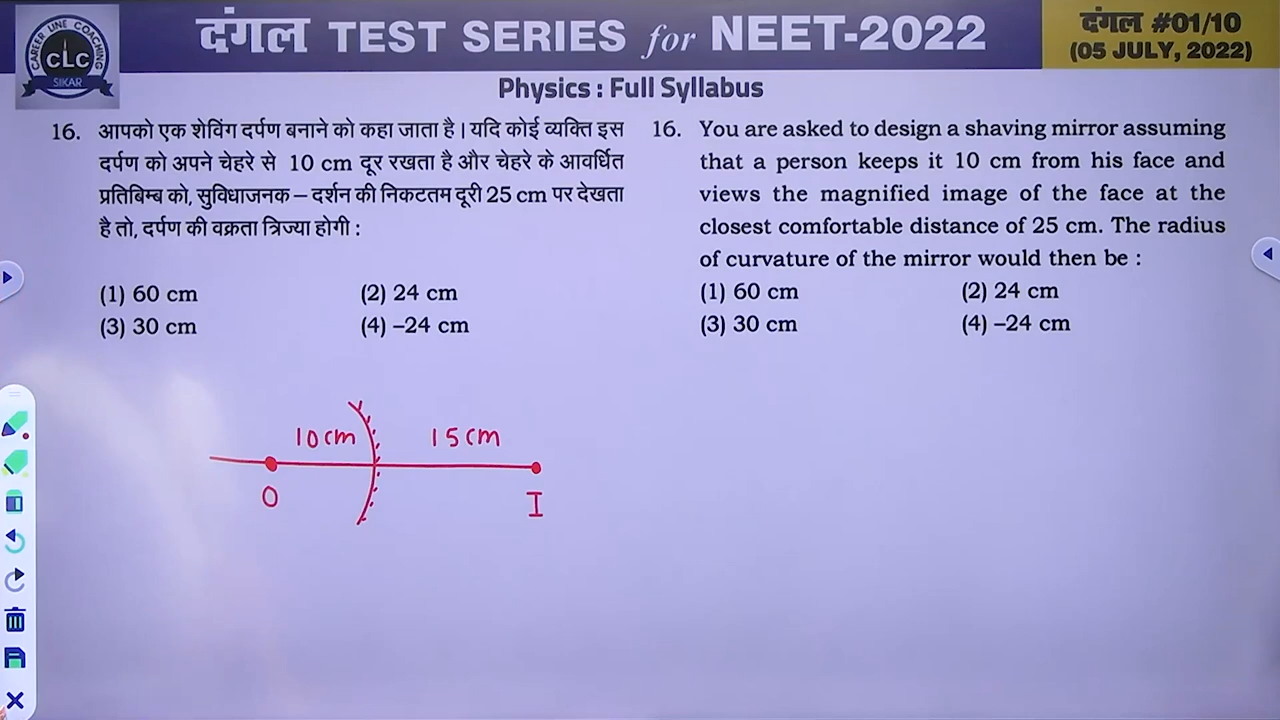 दंगल TEST SERIES for NEET-2022
दंगल #01/10
(05 JULY, 2022)
CAREER LINE COACHING
CLC
SIKAR
Physics : Full Syllabus
16. आपको एक शेविंग दर्पण बनाने को कहा जाता है। यदि कोई व्यक्ति इस
दर्पण को अपने चेहरे से 10 cm दूर रखता है और चेहरे के आवर्धित
प्रतिबिम्ब को, सुविधाजनक – दर्शन की निकटतम दूरी 25 cm पर देखता
है तो, दर्पण की वक्रता त्रिज्या होगी :
(1) 60 cm (2) 24 cm
(3) 30 cm (4) –24 cm
16. You are asked to design a shaving mirror assuming
that a person keeps it 10 cm from his face and
views the magnified image of the face at the
closest comfortable distance of 25 cm. The radius
of curvature of the mirror would then be :
(1) 60 cm (2) 24 cm
(3) 30 cm (4) –24 cm
10cm 15cm
O I